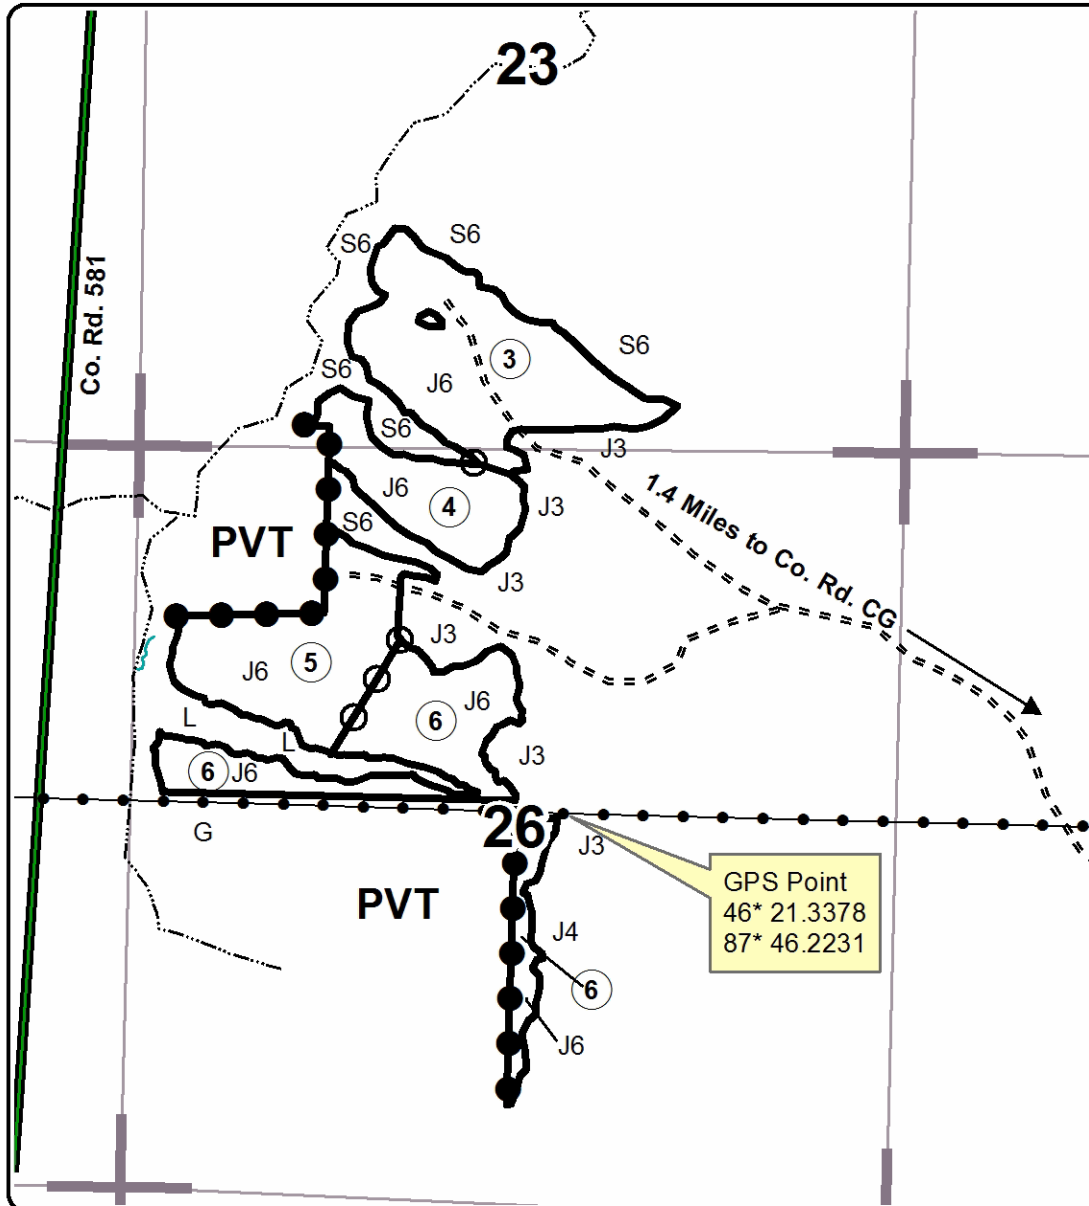 23
S6
S6
Co. Rd. 581
3
S6
S6
J6
S6
J3
J6
4
1.4 Miles to Co. Rd. CG
J3
S6
PVT
J3
J3
5
J6
J6
6
L
L
J3
6
J6
26
G
J3
GPS Point
46* 21.3378
87* 46.2231
PVT
J4
6
J6